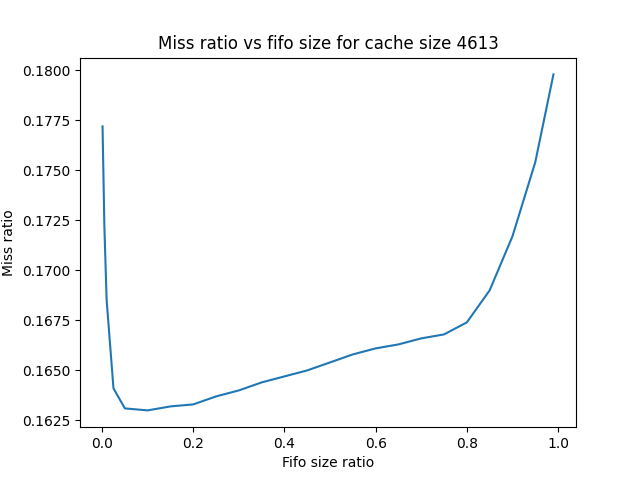 Miss ratio vs fifo size for cache size 4613
0.1800
0.1775
0.1750
0.1725
0.1700
0.1675
0.1650
0.1625
Miss ratio
0.0 0.2 0.4 0.6 0.8 1.0
Fifo size ratio